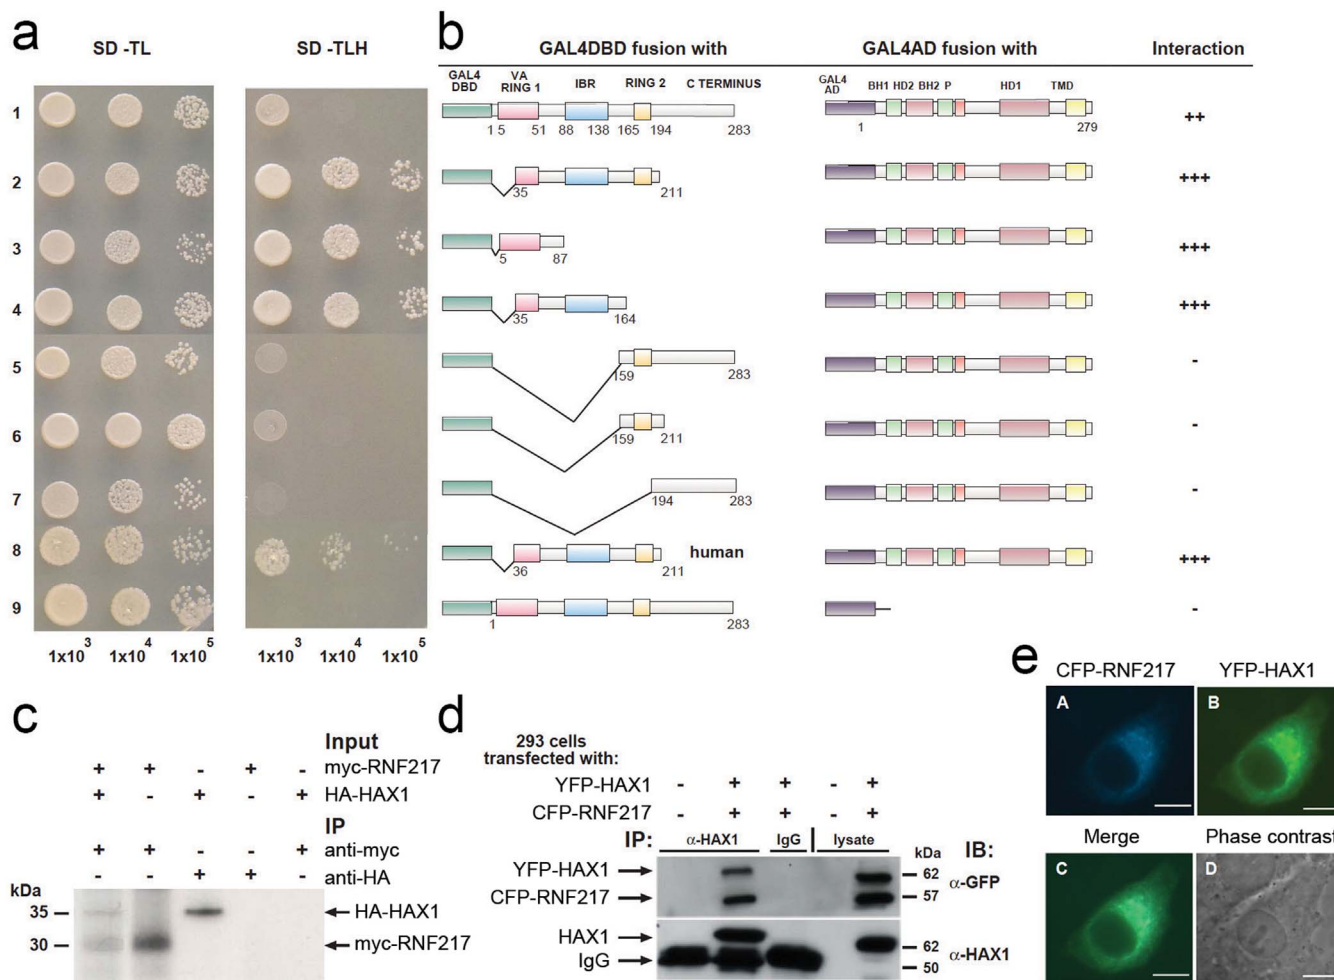 a
SD -TL
SD -TLH
1
2
3
4
5
6
7
8
9
1x10^3
1x10^4
1x10^5
1x10^3
1x10^4
1x10^5
b
GAL4DBD fusion with
GAL4AD fusion with
Interaction
GAL4 DBD
VA RING 1
IBR
RING 2
C TERMINUS
GAL4 AD
BH1 HD2 BH2 P
HD1
TMD
1 5 51 88 138 165 194 283
1 279
++
35 211
+++
5 87
+++
35 164
+++
159 283
-
159 211
-
194 283
-
human
36 211
+++
1 283
-
c
Input
+ + - + - myc-RNF217
+ - + - + HA-HAX1
IP
+ + - - + anti-myc
- - + + - anti-HA
kDa
35
HA-HAX1
30
myc-RNF217
d
293 cells
transfected with:
YFP-HAX1 - + + - +
CFP-RNF217 - + + - +
IP: α-HAX1 IgG lysate
kDa IB:
YFP-HAX1
62
α-GFP
CFP-RNF217
57
HAX1
62
α-HAX1
IgG
50
e
CFP-RNF217
YFP-HAX1
A
B
Merge
Phase contrast
C
D